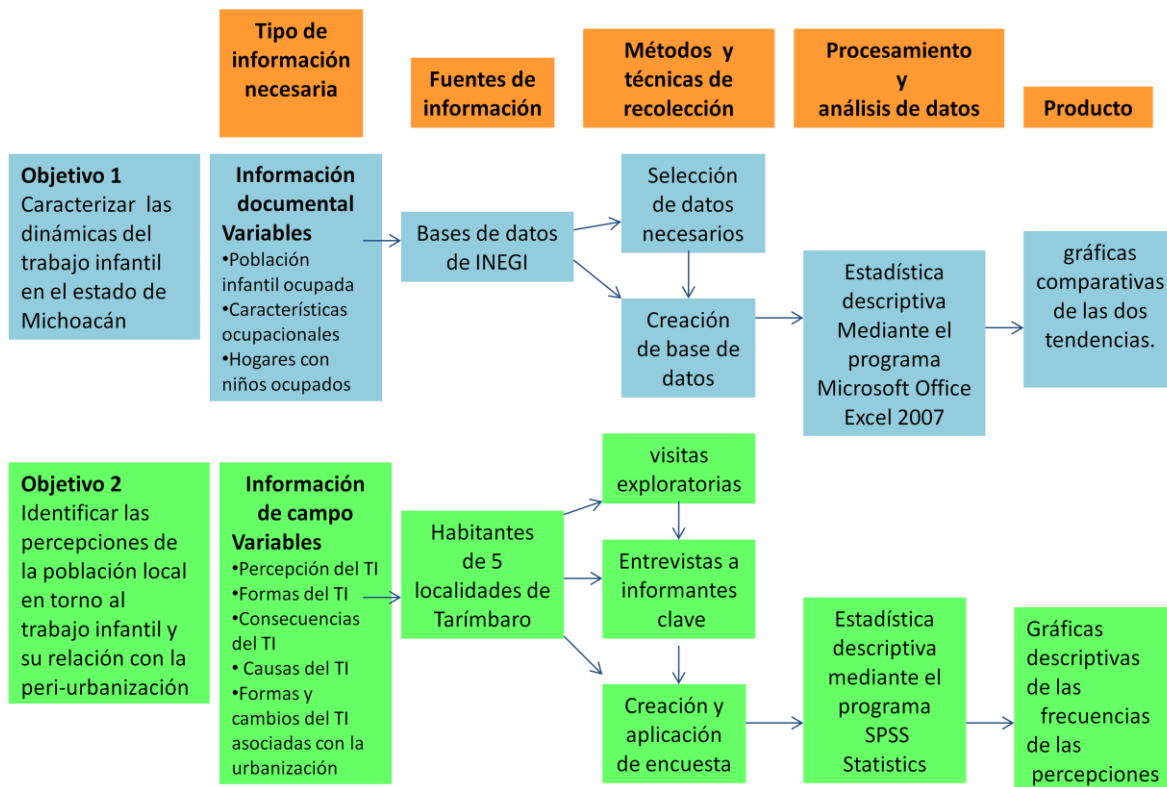 Tipo de
información
necesaria
Fuentes de
información
Métodos y
técnicas de
recolección
Procesamiento
y
análisis de datos
Producto
Objetivo 1
Caracterizar las
dinámicas del
trabajo infantil
en el estado de
Michoacán
Información
documental
Variables
•Población
infantil ocupada
•Características
ocupacionales
•Hogares con
niños ocupados
Bases de datos
de INEGI
Selección
de datos
necesarios
Creación
de base de
datos
Estadística
descriptiva
Mediante el
programa
Microsoft Office
Excel 2007
gráficas
comparativas
de las dos
tendencias.
Objetivo 2
Identificar las
percepciones de
la población local
en torno al
trabajo infantil y
su relación con la
peri-urbanización
Información
de campo
Variables
•Percepción del TI
•Formas del TI
•Consecuencias
del TI
• Causas del TI
•Formas y
cambios del TI
asociadas con la
urbanización
Habitantes
de 5
localidades de
Tarímbaro
visitas
exploratorias
Entrevistas a
informantes
clave
Creación y
aplicación
de encuesta
Estadística
descriptiva
mediante el
programa
SPSS
Statistics
Gráficas
descriptivas
de las
frecuencias
de las
percepciones